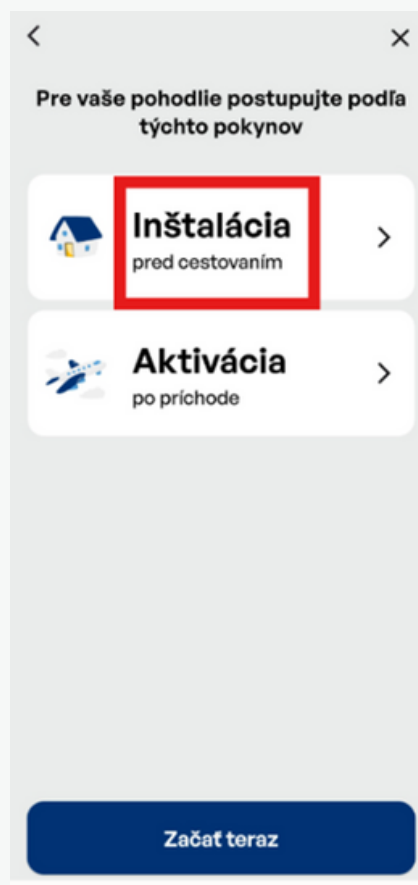 Pre vaše pohodlie postupujte podľa
týchto pokynov
Inštalácia
pred cestovaním
Aktivácia
po príchode
Začať teraz